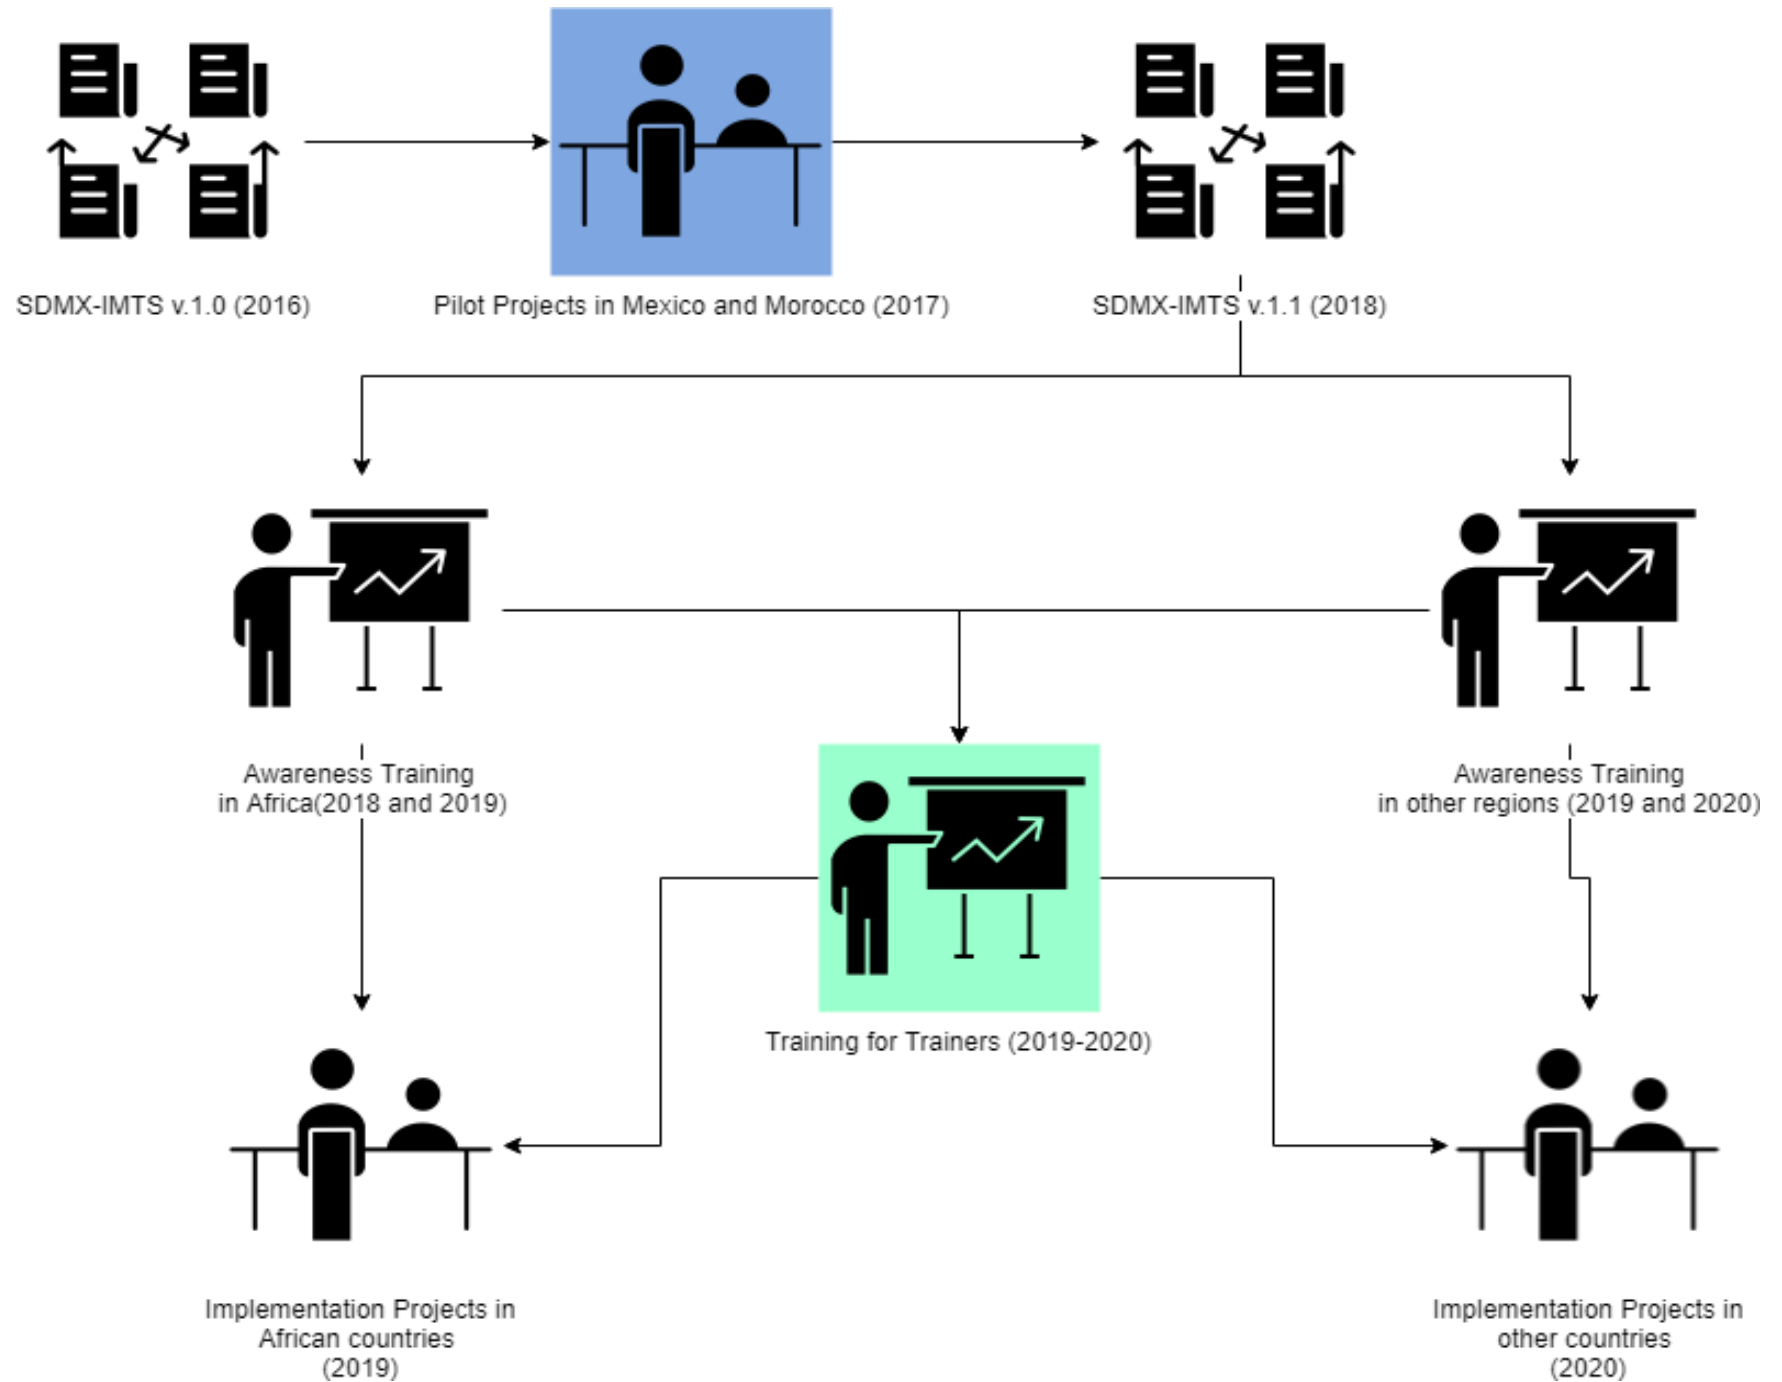 SDMX-IMTS v.1.0 (2016)
Pilot Projects in Mexico and Morocco (2017)
SDMX-IMTS v.1.1 (2018)
Awareness Training
in Africa(2018 and 2019)
Awareness Training
in other regions (2019 and 2020)
Training for Trainers (2019-2020)
Implementation Projects in
African countries
(2019)
Implementation Projects in
other countries
(2020)